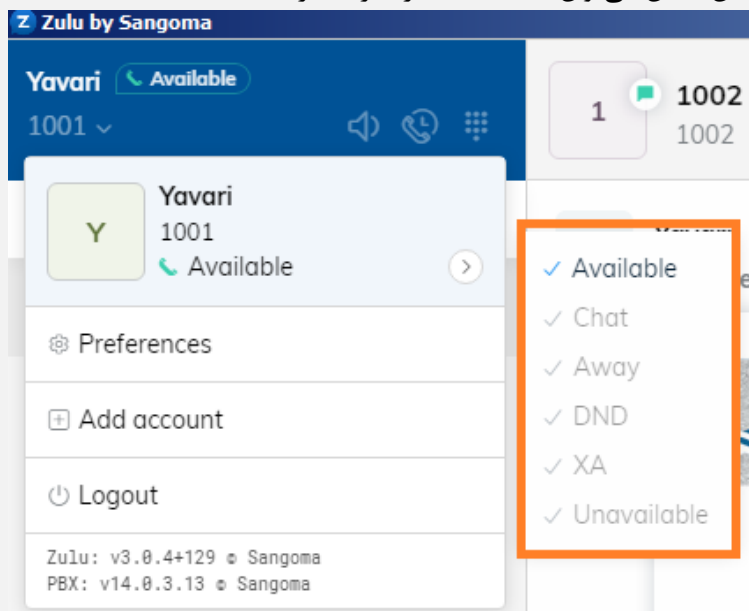 Zulu by Sangoma
Yavari Available
1001
1
1002
1002
Y
Yavari
1001
Available
Preferences
Add account
Logout
Zulu: v3.0.4+129 © Sangoma
PBX: v14.0.3.13 © Sangoma
Available
Chat
Away
DND
XA
Unavailable